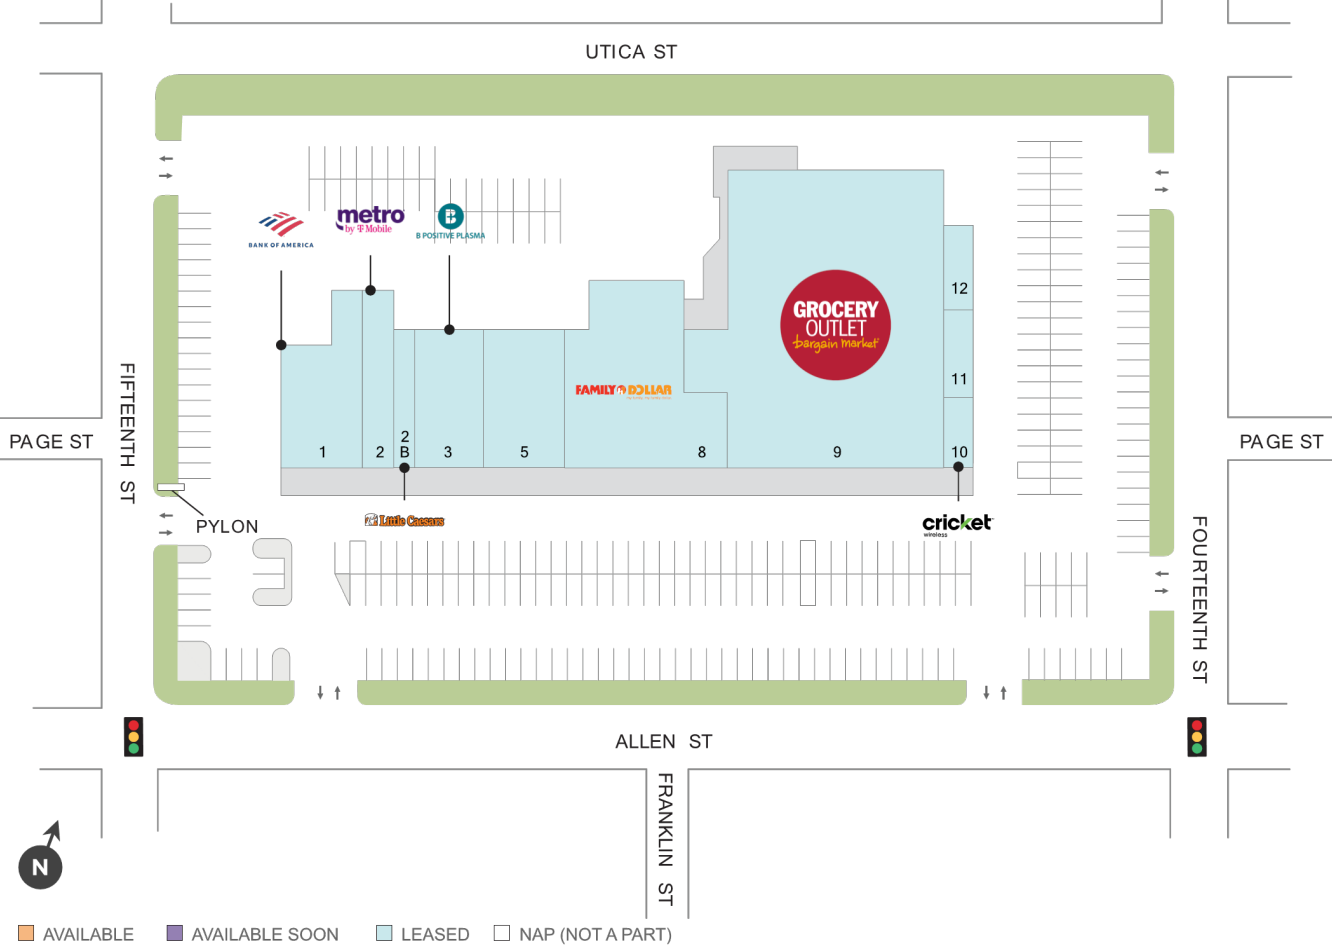 UTICA ST
BANK OF AMERICA
metro
by T Mobile
B
B POSITIVE PLASMA
12
GROCERY
OUTLET
bargain market
11
FIFTEENTH ST
FAMILY DOLLAR
PAGE ST
PAGE ST
1
2
2
B
3
5
8
9
10
PYLON
Little Caesars
cricket
wireless
FOURTEENTH ST
ALLEN ST
FRANKLIN ST
N
AVAILABLE
AVAILABLE SOON
LEASED
NAP (NOT A PART)